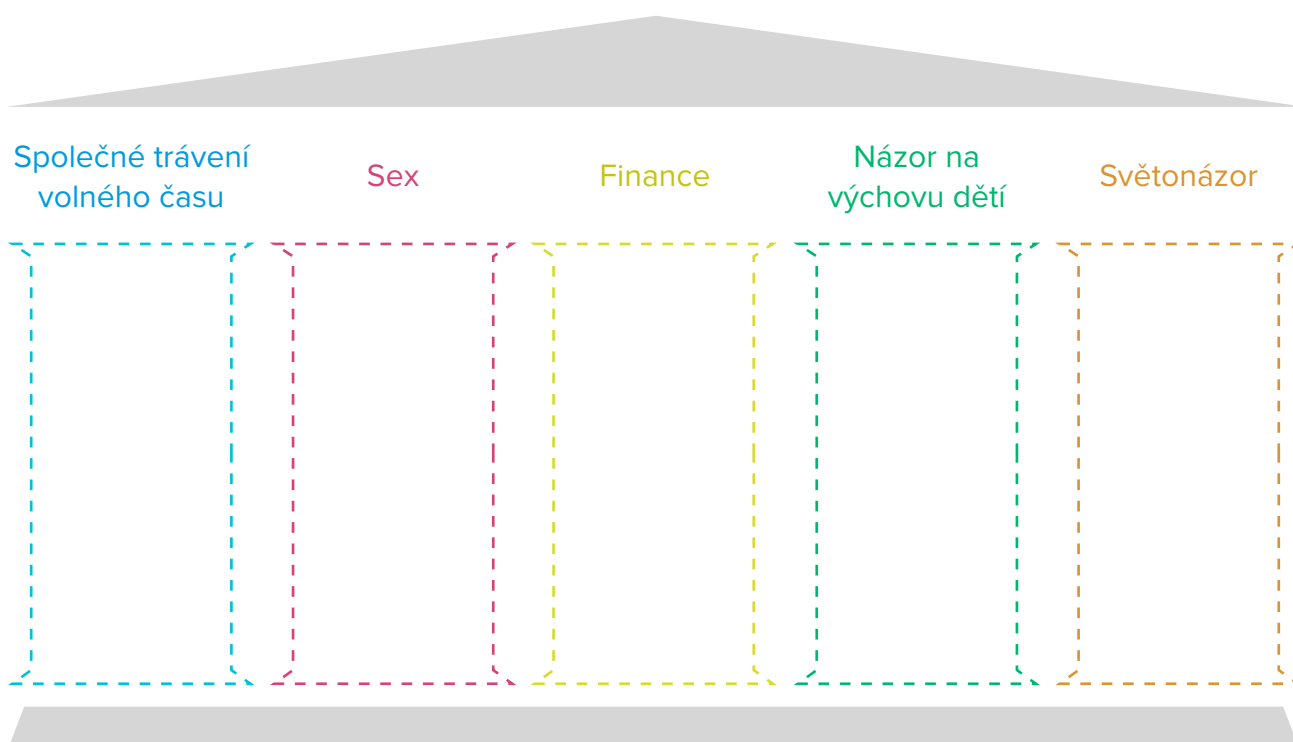 Společné trávení
volného času
Sex
Finance
Názor na
výchovu dětí
Světonázor